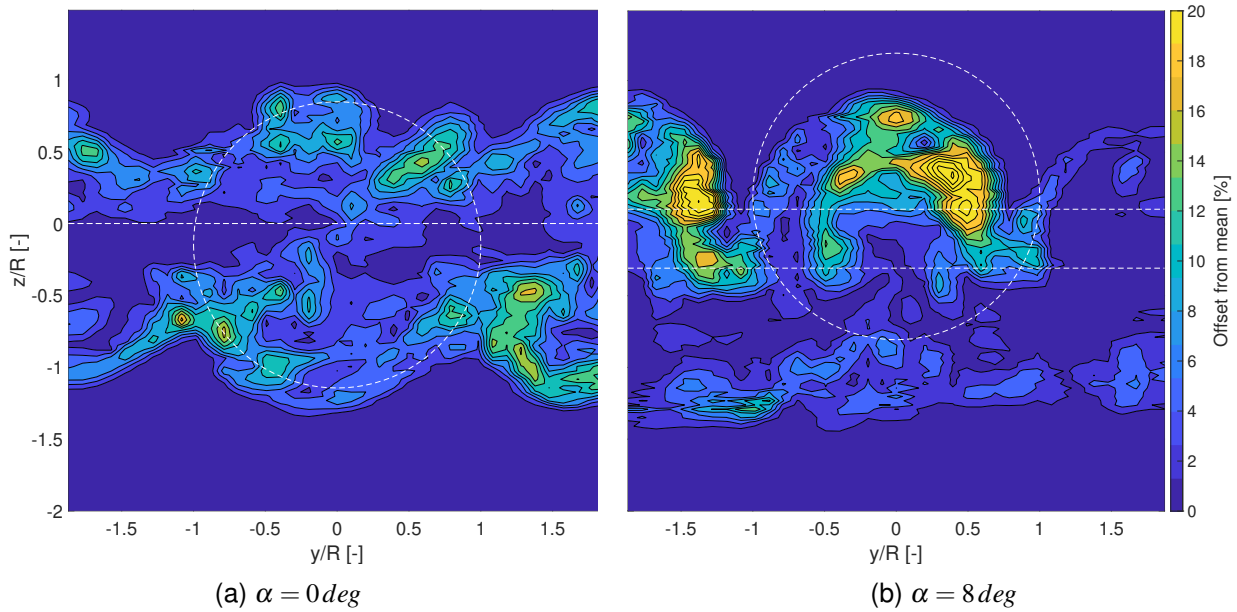 1
0.5
0
-0.5
-1
-1.5
-2
z/R [-]
-1.5 -1 -0.5 0 0.5 1 1.5
y/R [-]
-1.5 -1 -0.5 0 0.5 1 1.5
y/R [-]
20
18
16
14
12
10
8
6
4
2
0
Offset from mean [%]
(a) α = 0 deg
(b) α = 8 deg